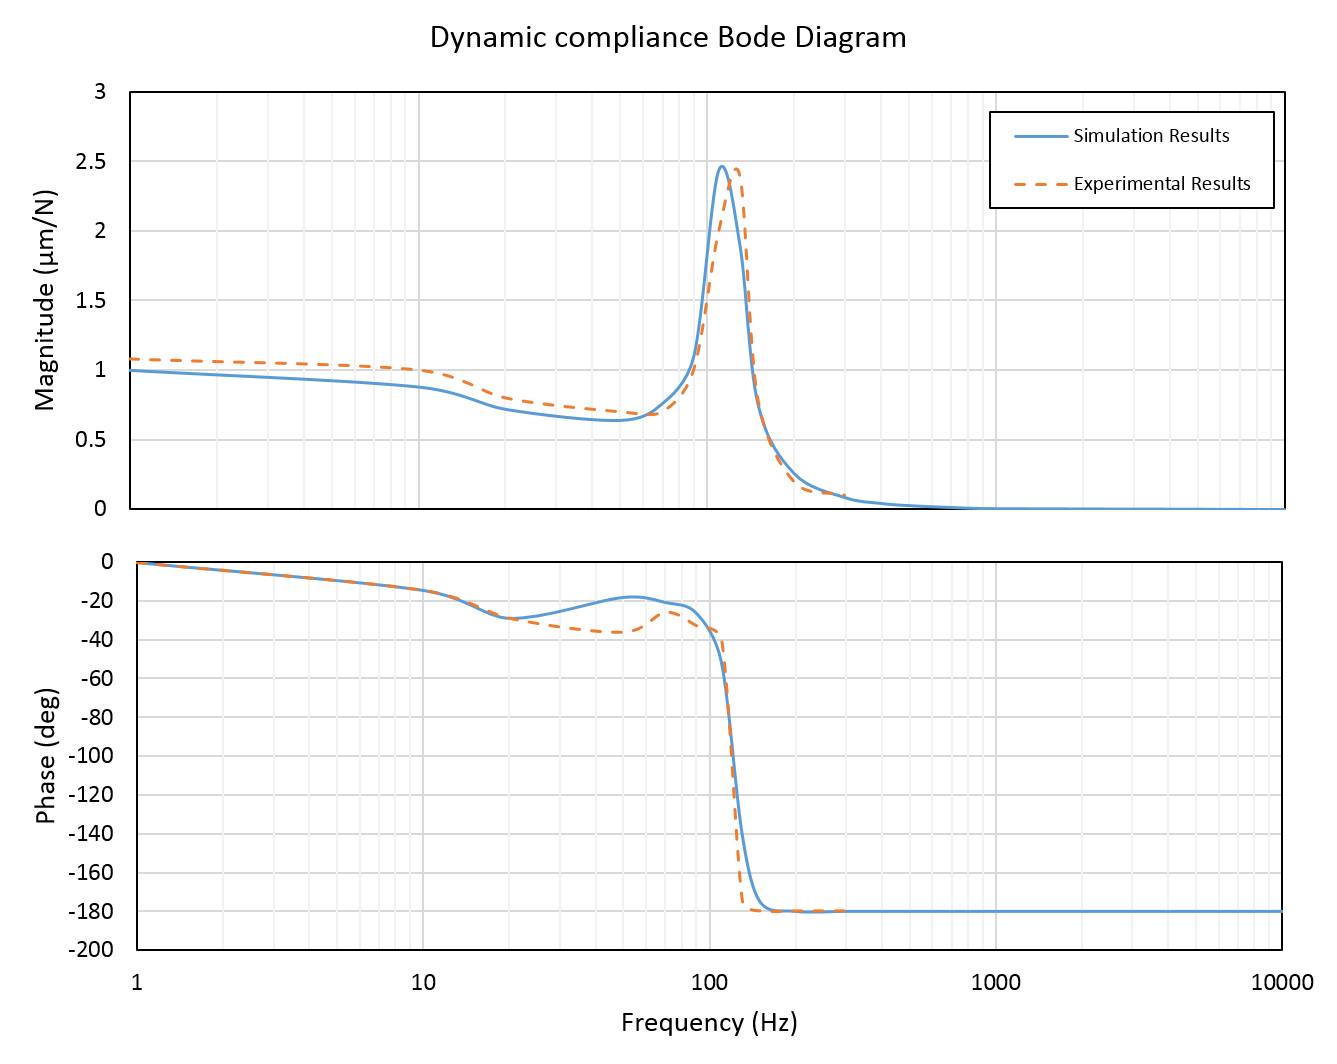 Dynamic compliance Bode Diagram
3
2.5
2
1.5
1
0.5
0
Magnitude (µm/N)
Simulation Results
Experimental Results
0
-20
-40
-60
-80
-100
-120
-140
-160
-180
-200
Phase (deg)
1 10 100 1000 10000
Frequency (Hz)